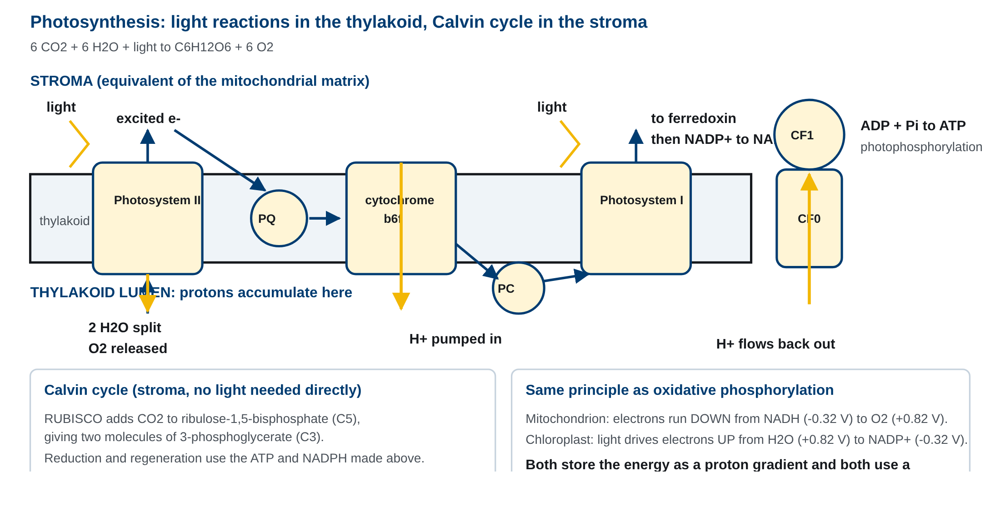 Photosynthesis: light reactions in the thylakoid, Calvin cycle in the stroma
6 CO2 + 6 H2O + light to C6H12O6 + 6 O2
STROMA (equivalent of the mitochondrial matrix)
light
excited e-
light
to ferredoxin
then NADP+ to NA
CF1
ADP + Pi to ATP
photophosphorylation
thylakoid
Photosystem II
PQ
cytochrome
b6f
Photosystem I
CF0
THYLAKOID LUMEN: protons accumulate here
PC
2 H2O split
O2 released
H+ pumped in
H+ flows back out
Calvin cycle (stroma, no light needed directly)
RUBISCO adds CO2 to ribulose-1,5-bisphosphate (C5),
giving two molecules of 3-phosphoglycerate (C3).
Reduction and regeneration use the ATP and NADPH made above.
Same principle as oxidative phosphorylation
Mitochondrion: electrons run DOWN from NADH (-0.32 V) to O2 (+0.82 V).
Chloroplast: light drives electrons UP from H2O (+0.82 V) to NADP+ (-0.32 V).
Both store the energy as a proton gradient and both use a